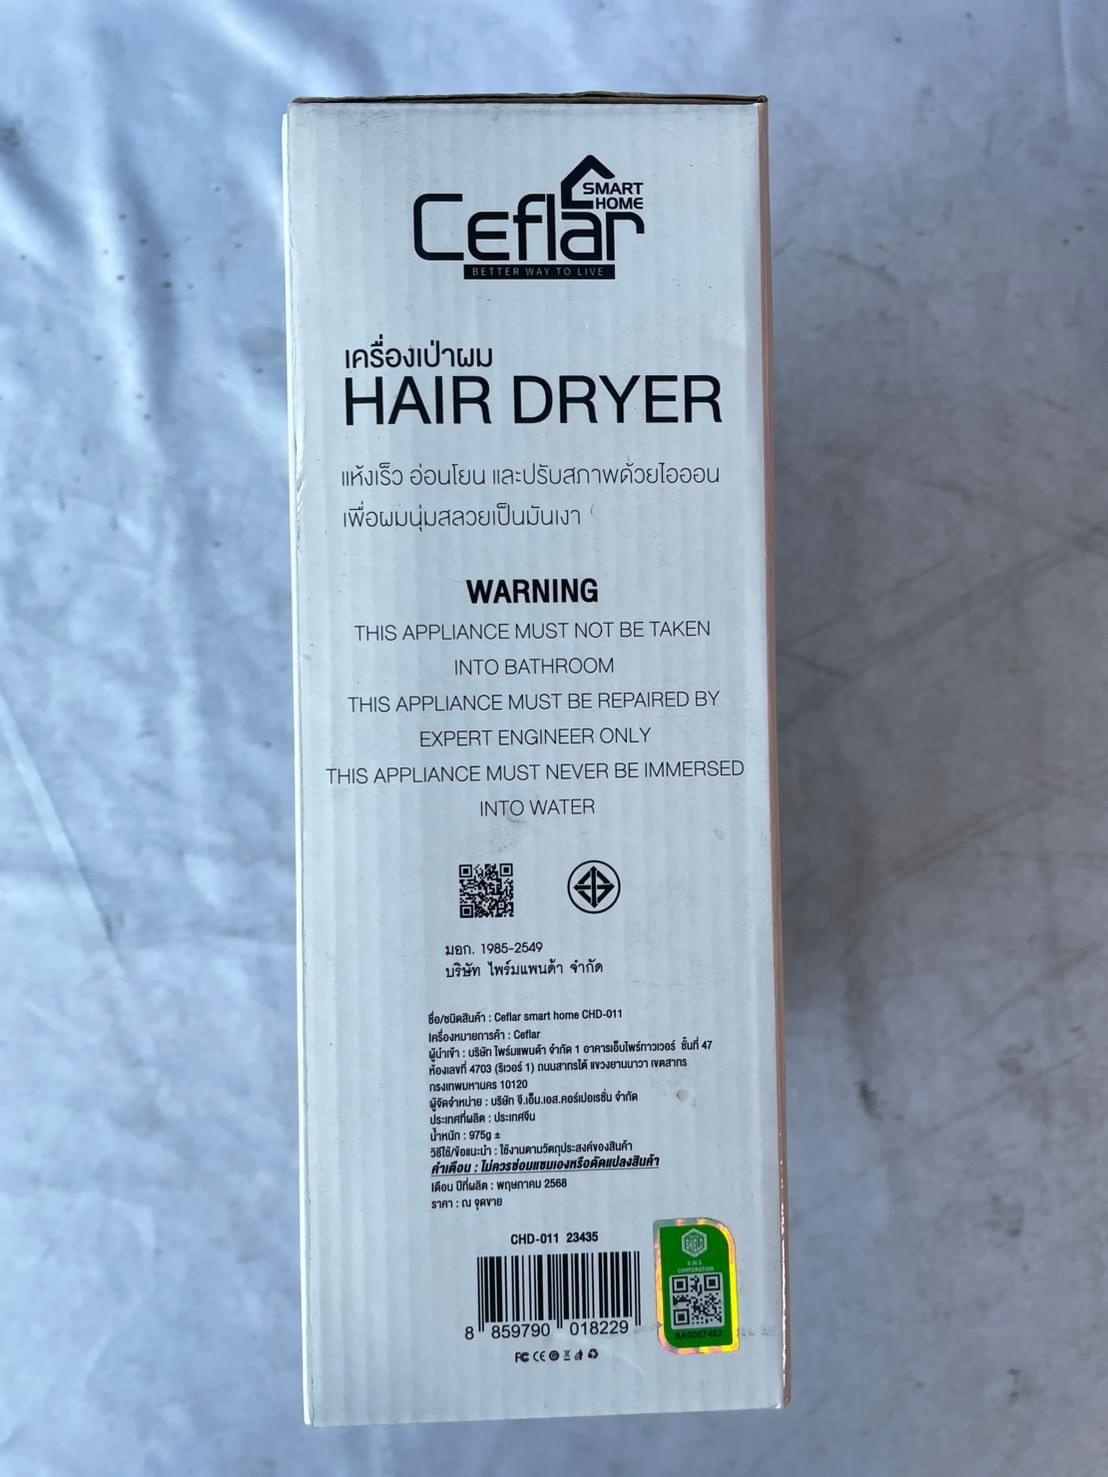 SMART
HOME
Ceflar
BETTER WAY TO LIVE
เครื่องเป่าผม
HAIR DRYER
แห้งเร็ว อ่อนโยน และปรับสภาพด้วยไอออน
เพื่อผมนุ่มสลวยเป็นมันเงา
WARNING
THIS APPLIANCE MUST NOT BE TAKEN
INTO BATHROOM
THIS APPLIANCE MUST BE REPAIRED BY
EXPERT ENGINEER ONLY
THIS APPLIANCE MUST NEVER BE IMMERSED
INTO WATER
มอก. 1985-2549
บริษัท ไพร์มแพนด้า จำกัด
ชื่อ/ชนิดสินค้า : Ceflar smart home CHD-011
เครื่องหมายการค้า : Ceflar
ผู้นำเข้า : บริษัท ไพร์มแพนด้า จำกัด 1 อาคารเอ็มไพร์ทาวเวอร์ ชั้นที่ 47
ห้องเลขที่ 4703 (ริเวอร์ 1) ถนนสาทรใต้ แขวงยานนาวา เขตสาทร
กรุงเทพมหานคร 10120
ผู้จัดจำหน่าย : บริษัท จี.เอ็ม.เอส.คอร์เปอเรชั่น จำกัด
ประเทศที่ผลิต : ประเทศจีน
น้ำหนัก : 975g ±
วิธีใช้/ข้อแนะนำ : ใช้งานตามวัตถุประสงค์ของสินค้า
คำเตือน : ไม่ควรซ่อมแซมเองหรือดัดแปลงสินค้า
เดือน ปีที่ผลิต : พฤษภาคม 2568
ราคา : ณ จุดขาย
CHD-011 23435
8 859790 018229
FC CE
SHIELD
G.M.S.
CORPORATION
BA0087482